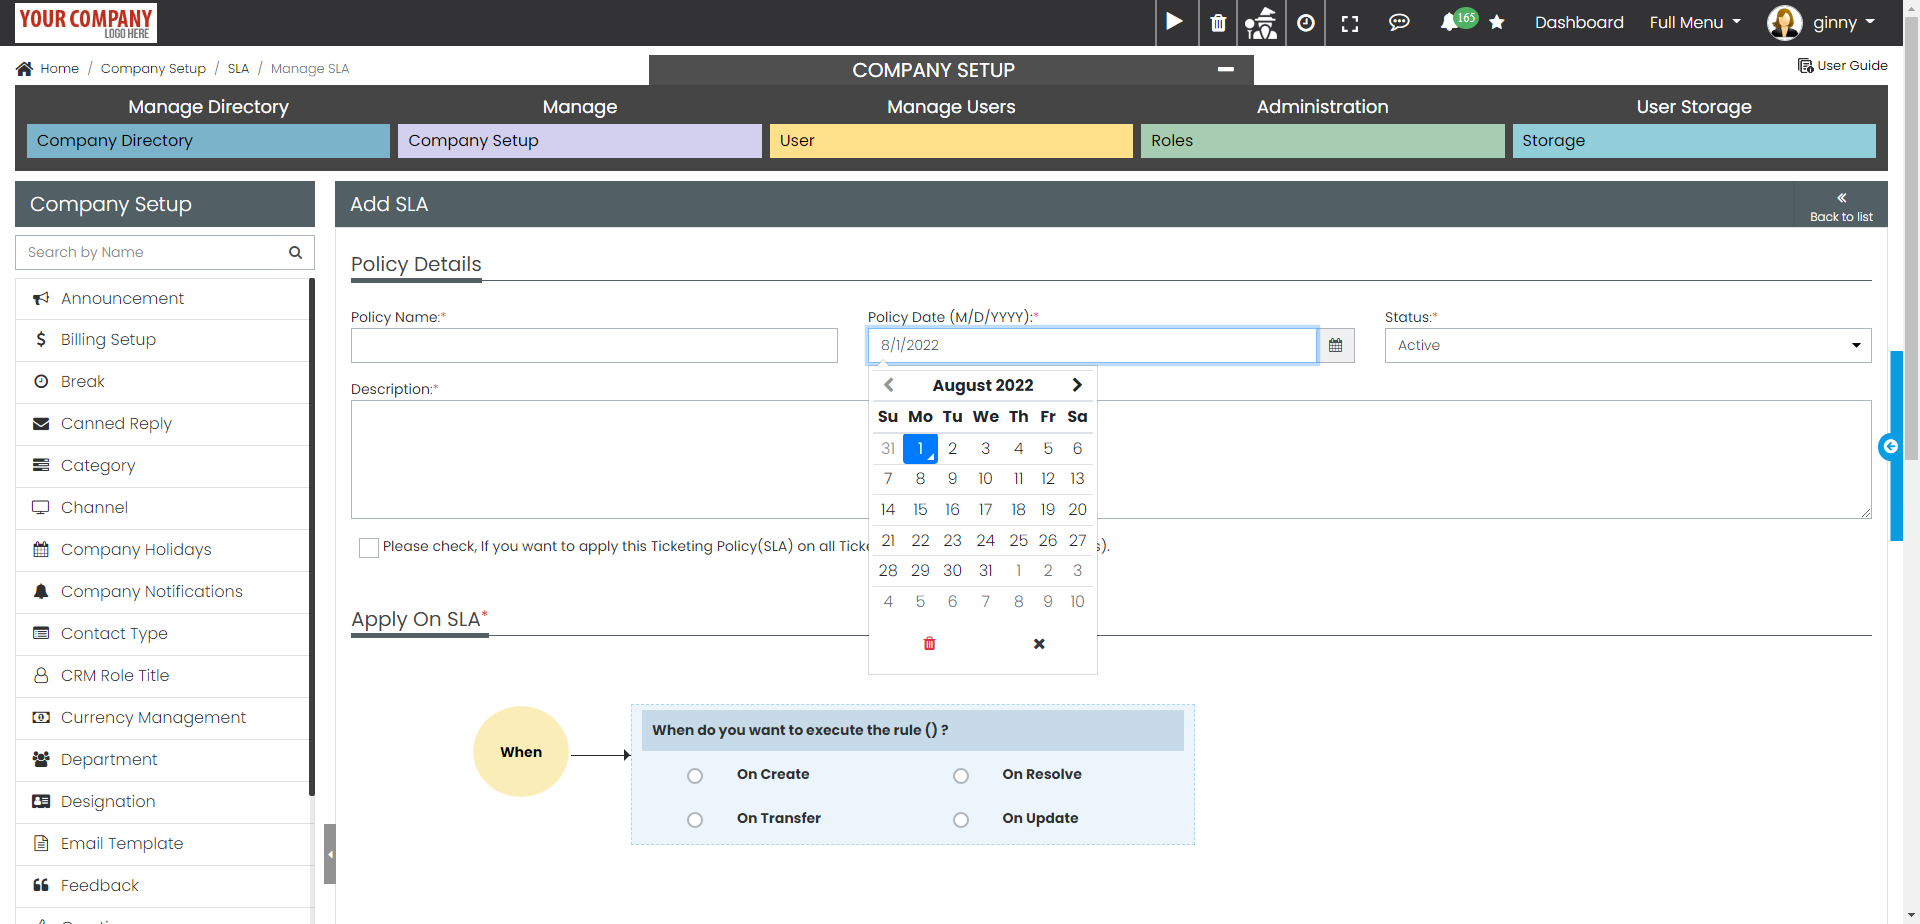 YOUR COMPANY
LOGO HERE
165
Dashboard
Full Menu
ginny
Home / Company Setup / SLA / Manage SLA
COMPANY SETUP
User Guide
Manage Directory
Manage
Manage Users
Administration
User Storage
Company Directory
Company Setup
User
Roles
Storage
Company Setup
Add SLA
Back to list
Search by Name
Announcement
Billing Setup
Break
Canned Reply
Category
Channel
Company Holidays
Company Notifications
Contact Type
CRM Role Title
Currency Management
Department
Designation
Email Template
Feedback
Policy Details
Policy Name:*
Policy Date (M/D/YYYY):*
Status:*
8/1/2022
Active
Description:*
August 2022
Su Mo Tu We Th Fr Sa
31 1 2 3 4 5 6
7 8 9 10 11 12 13
14 15 16 17 18 19 20
21 22 23 24 25 26 27
28 29 30 31 1 2 3
4 5 6 7 8 9 10
Please check, If you want to apply this Ticketing Policy(SLA) on all
Apply On SLA*
When
When do you want to execute the rule () ?
On Create
On Resolve
On Transfer
On Update